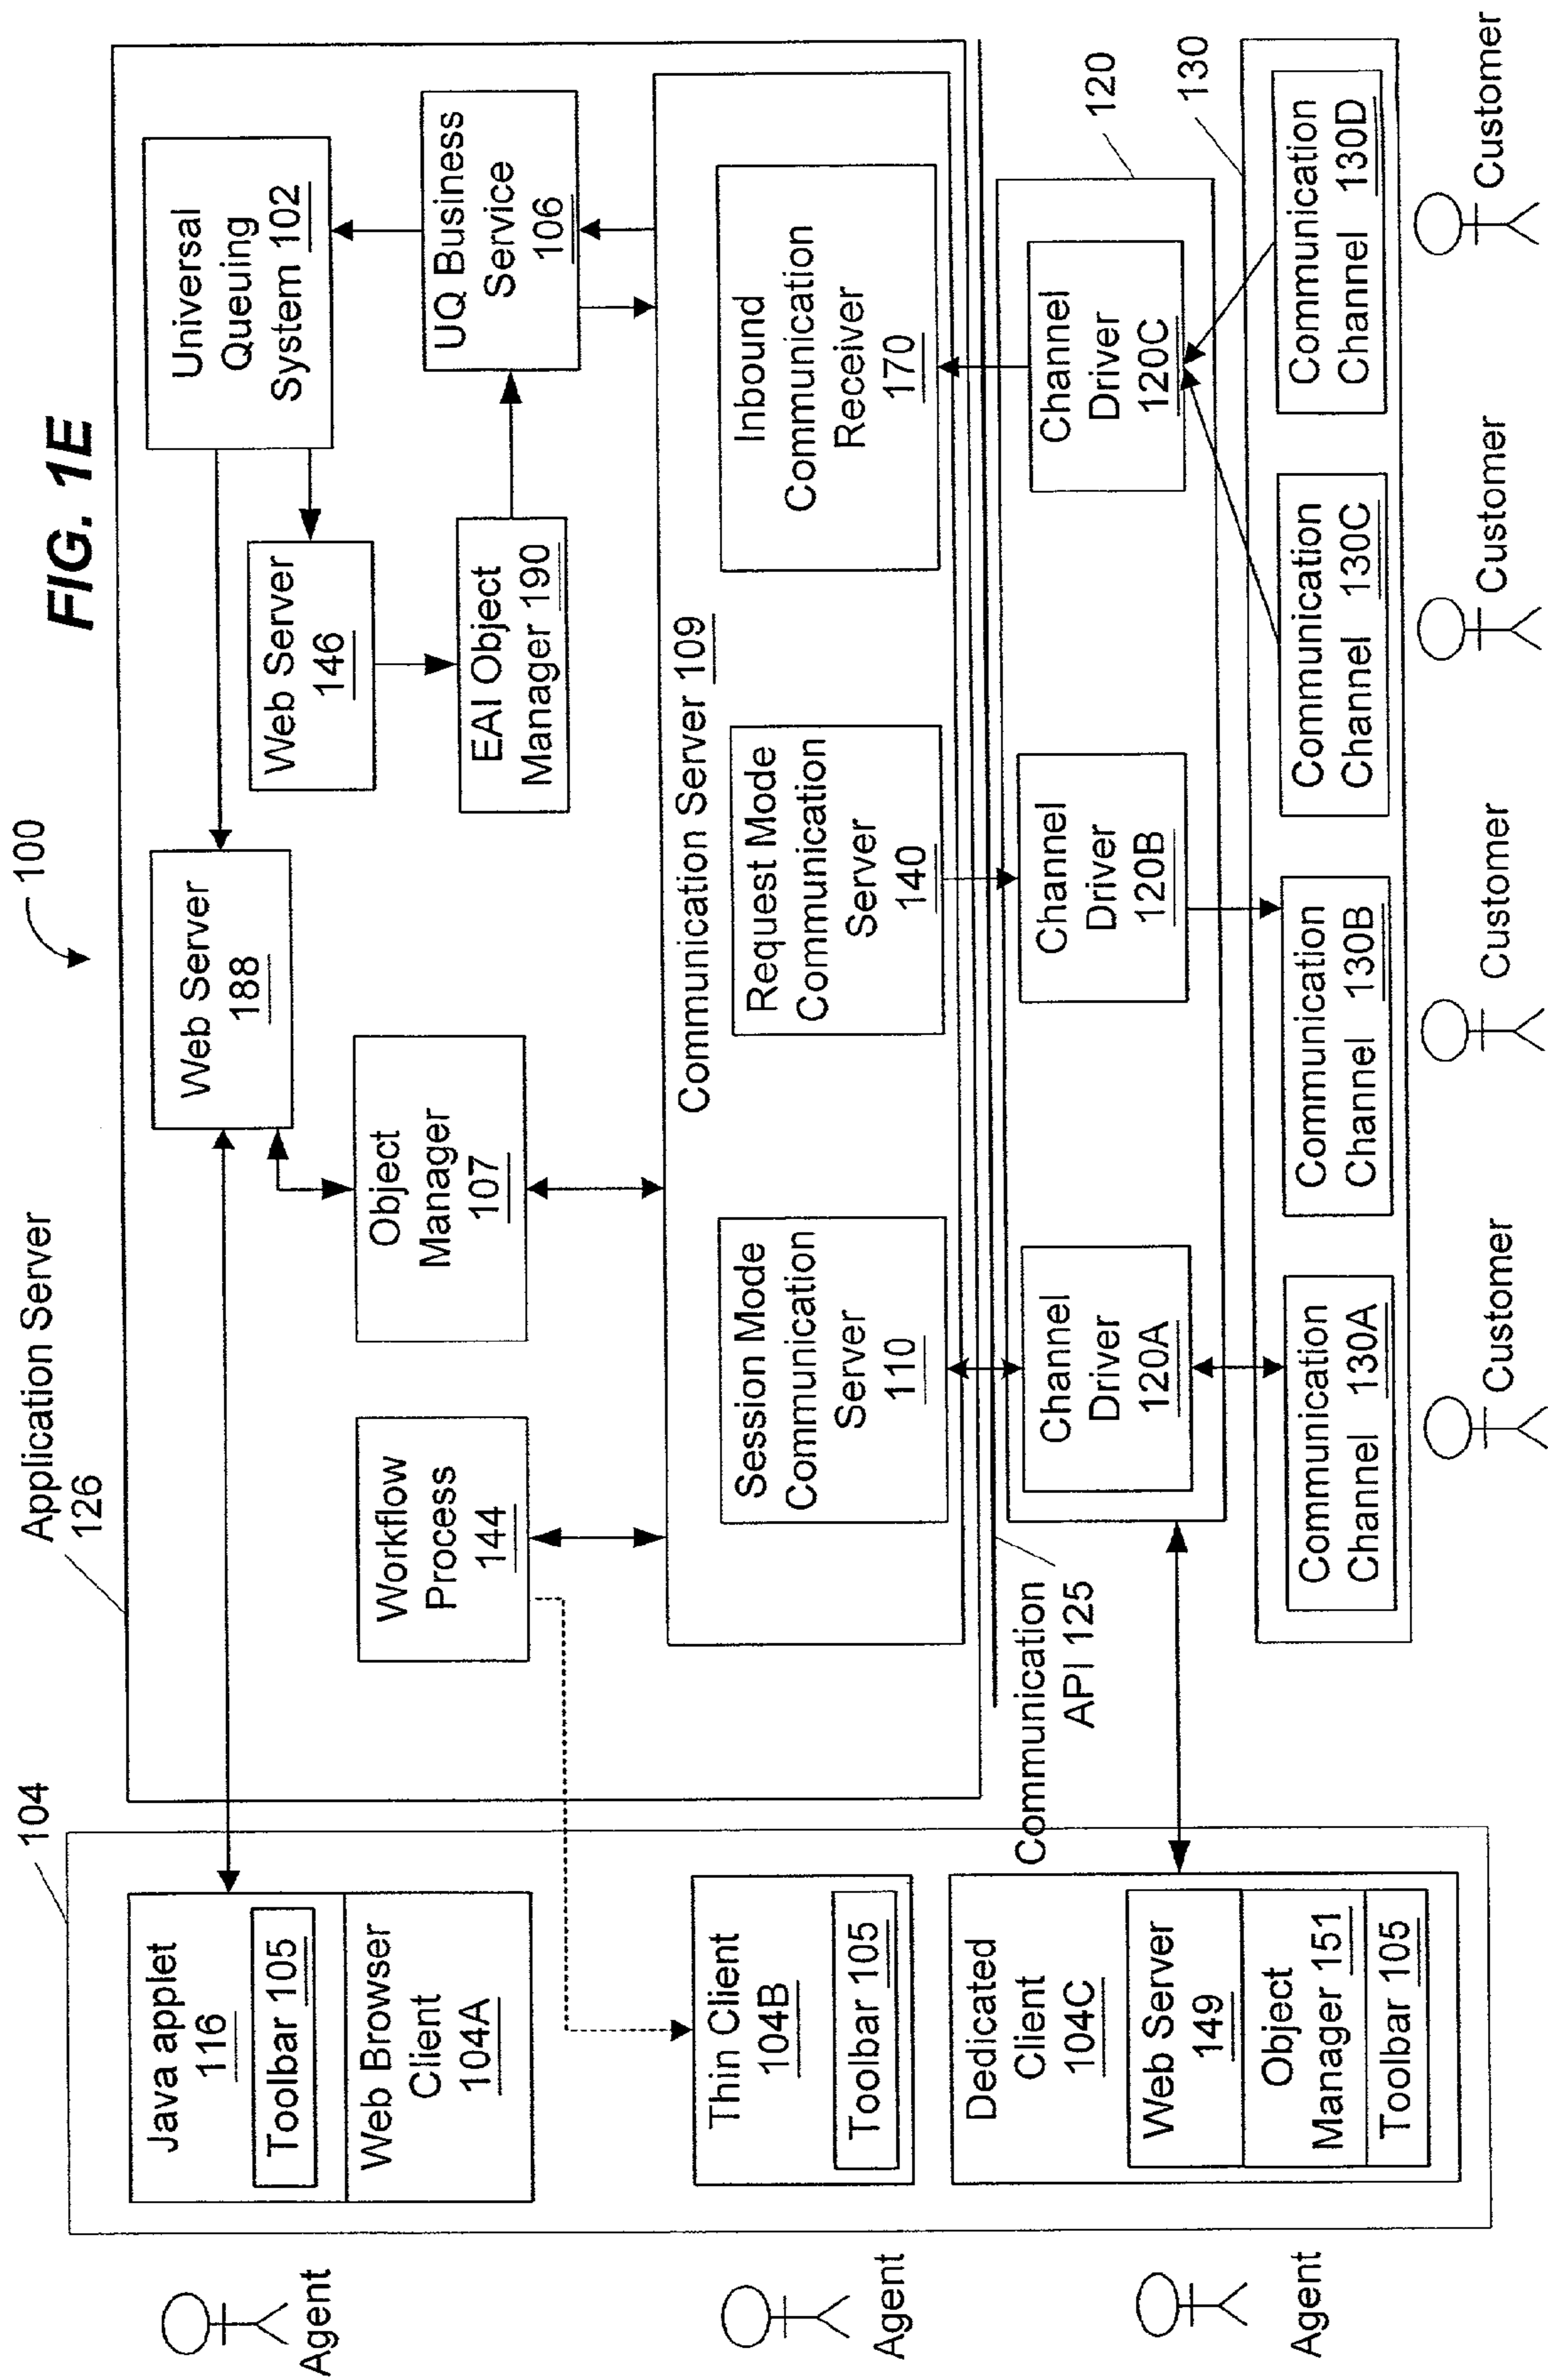 FIG. 1E
100
Application Server
126
104
Java applet
116
Toolbar 105
Web Browser
Client
104A
Thin Client
104B
Toolbar 105
Dedicated
Client
104C
Web Server
149
Object
Manager 151
Toolbar 105
Agent
Agent
Agent
Web Server
188
Universal
Queuing
System 102
Web Server
146
UQ Business
Service
106
EAI Object
Manager 190
Workflow
Process
144
Object
Manager
107
Communication Server 109
Session Mode
Communication
Server
110
Request Mode
Communication
Server
140
Inbound
Communication
Receiver
170
Communication
API 125
120
Channel
Driver
120A
Channel
Driver
120B
Channel
Driver
120C
130
Communication
Channel 130A
Communication
Channel 130B
Communication
Channel 130C
Communication
Channel 130D
Customer
Customer
Customer
Customer